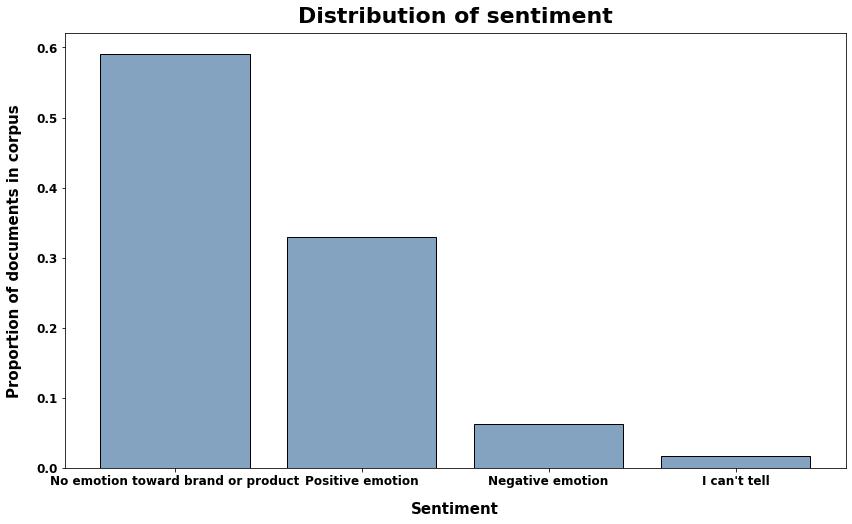 Distribution of sentiment
Proportion of documents in corpus
0.6
0.5
0.4
0.3
0.2
0.1
0.0
No emotion toward brand or product Positive emotion Negative emotion I can't tell
Sentiment